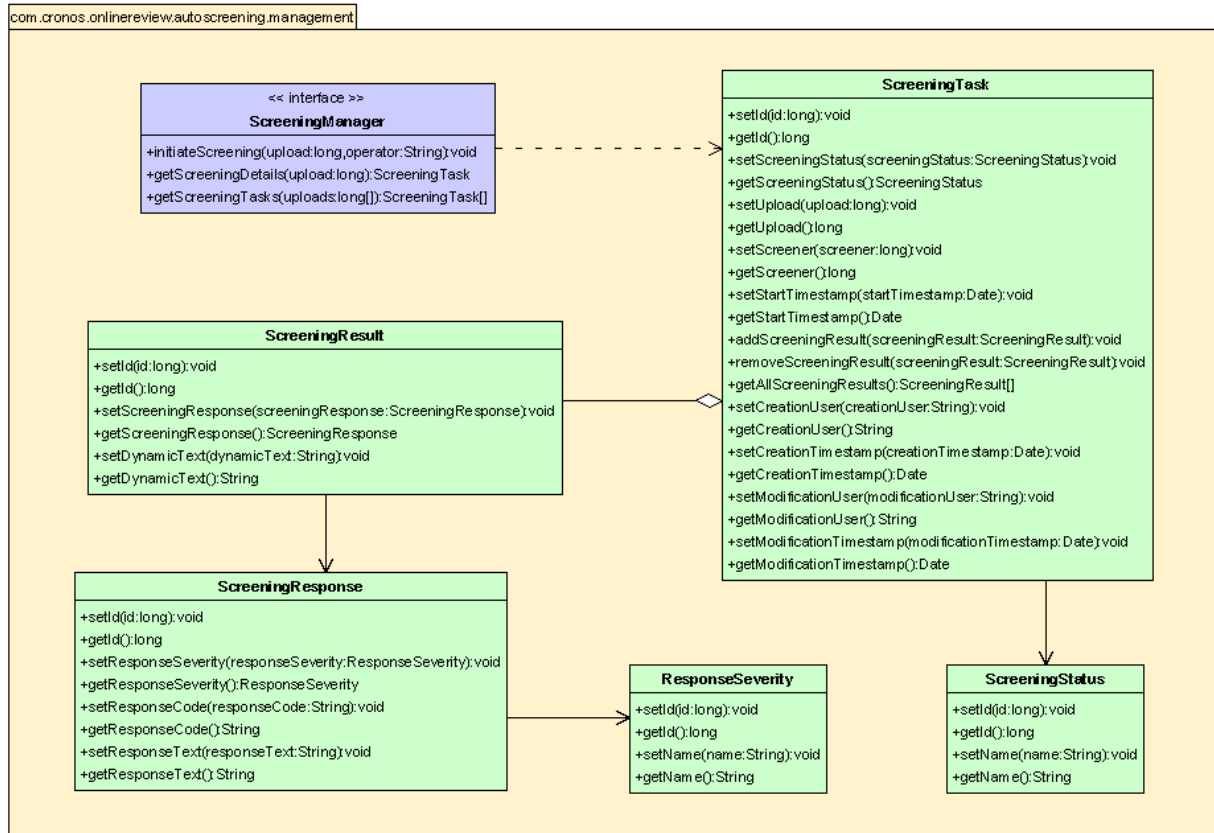 com.cronos.onlinereview.autoscreening.management
<< interface >>
ScreeningManager
+initiateScreening(upload:long,operator:String):void
+getScreeningDetails(upload:long):ScreeningTask
+getScreeningTasks(uploads:long[]):ScreeningTask[]
ScreeningTask
+setId(id:long):void
+getId():long
+setScreeningStatus(screeningStatus:ScreeningStatus):void
+getScreeningStatus():ScreeningStatus
+setUpload(upload:long):void
+getUpload():long
+setScreener(screener:long):void
+getScreener():long
+setStartTimestamp(startTimestamp:Date):void
+getStartTimestamp():Date
+addScreeningResult(screeningResult:ScreeningResult):void
+removeScreeningResult(screeningResult:ScreeningResult):void
+getAllScreeningResults():ScreeningResult[]
+setCreationUser(creationUser:String):void
+getCreationUser():String
+setCreationTimestamp(creationTimestamp:Date):void
+getCreationTimestamp():Date
+setModificationUser(modificationUser:String):void
+getModificationUser():String
+setModificationTimestamp(modificationTimestamp:Date):void
+getModificationTimestamp():Date
ScreeningResult
+setId(id:long):void
+getId():long
+setScreeningResponse(screeningResponse:ScreeningResponse):void
+getScreeningResponse():ScreeningResponse
+setDynamicText(dynamicText:String):void
+getDynamicText():String
ScreeningResponse
+setId(id:long):void
+getId():long
+setResponseSeverity(responseSeverity:ResponseSeverity):void
+getResponseSeverity():ResponseSeverity
+setResponseCode(responseCode:String):void
+getResponseCode():String
+setResponseText(responseText:String):void
+getResponseText():String
ResponseSeverity
+setId(id:long):void
+getId():long
+setName(name:String):void
+getName():String
ScreeningStatus
+setId(id:long):void
+getId():long
+setName(name:String):void
+getName():String